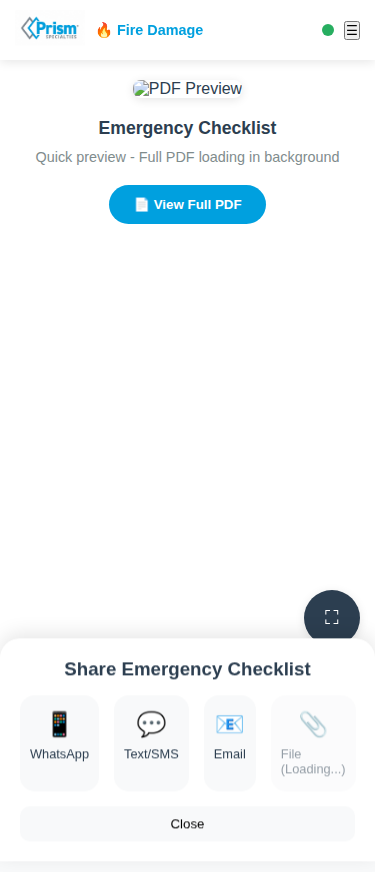 Prism
SPECIALTIES
🔥 Fire Damage
☰
PDF Preview
Emergency Checklist
Quick preview - Full PDF loading in background
📄 View Full PDF
Share Emergency Checklist
WhatsApp
Text/SMS
Email
File
(Loading...)
Close